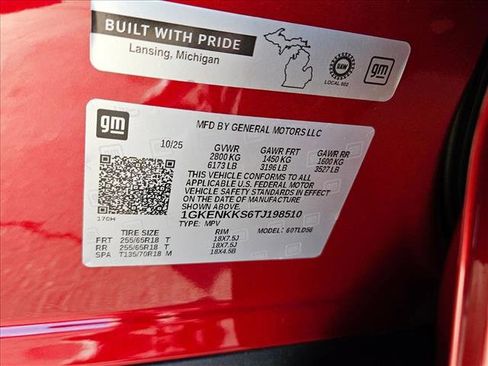 BUILT WITH PRIDE
Lansing, Michigan
UAW
LOCAL 602
gm
gm
MFD BY GENERAL MOTORS LLC
10/25 GVWR GAWR FRT GAWR RR
2800 KG 1450 KG 1600 KG
6173 LB 3196 LB 3527 LB
THIS VEHICLE CONFORMS TO ALL
APPLICABLE U.S. FEDERAL MOTOR
VEHICLE SAFETY STANDARDS IN EFFECT
ON THE DATE OF MANUFACTURE SHOWN ABOVE.
1GKENKKS6TJ198510
TYPE: MPV MODEL: 60TLD56
170H
TIRE SIZE RIM
FRT 255/65R18 T 18X7.5J
RR 255/65R18 T 18X7.5J
SPA T135/70R18 M 18X4.5B